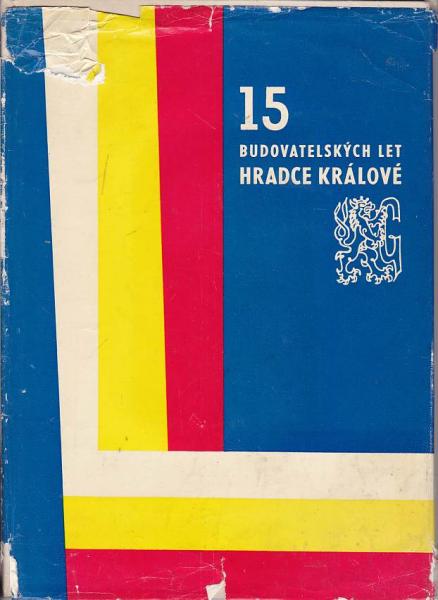 15
BUDOVATELSKÝCH LET
HRADCE KRÁLOVÉ
G